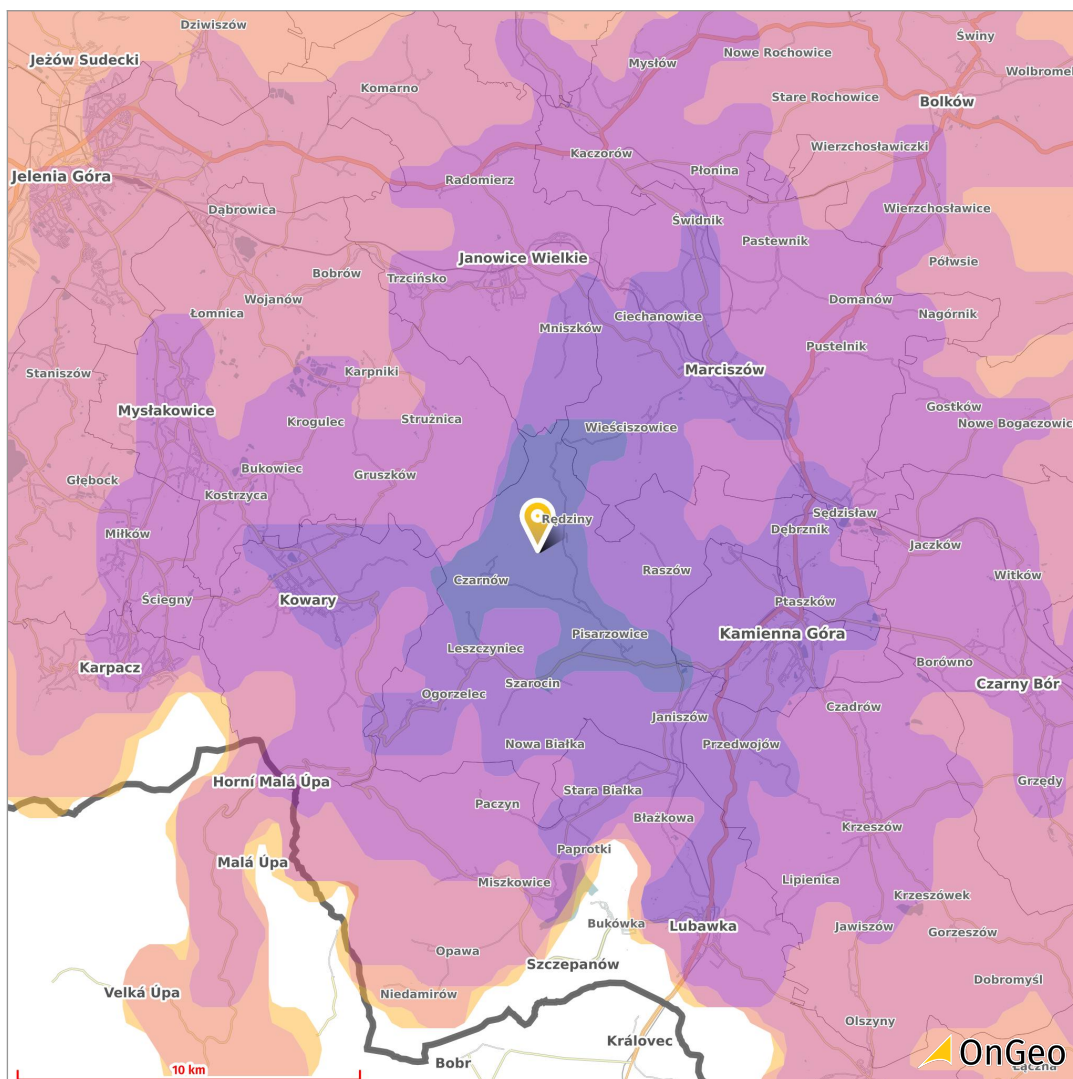 Dziwiszów
Świny
Jeżów Sudecki
Nowe Rochowice
Mysłów
Wolbromek
Komarno
Stare Rochowice
Bolków
Wierzchosławiczki
Kaczorów
Płonina
Jelenia Góra
Radomierz
Dąbrowica
Wierzchosławice
Świdnik
Pastewnik
Janowice Wielkie
Półwsie
Bobrów
Trzcińsko
Wojanów
Domanów
Łomnica
Ciechanowice
Nagórnik
Mniszków
Pustelnik
Staniszów
Karpniki
Marciszów
Mysłakowice
Gostków
Krogulec
Strużnica
Wieściszowice
Nowe Bogaczowic
Bukowiec
Głębock
Gruszków
Kostrzyca
Sędzisław
Rędziny
Dębrznik
Miłków
Jaczków
Raszów
Witków
Czarnów
Ściegny
Kowary
Ptaszków
Pisarzowice
Kamienna Góra
Leszczyniec
Karpacz
Borówno
Szarocin
Czarny Bór
Ogorzelec
Czadrów
Janiszów
Nowa Białka
Przedwojów
Horní Malá Úpa
Grzędy
Stara Białka
Paczyn
Błażkowa
Krzeszów
Paprotki
Malá Úpa
Miszkowice
Lipienica
Krzeszówek
Bukówka
Lubawka
Jawiszów
Gorzeszów
Opawa
Szczepanów
Dobromyśl
Velká Úpa
Niedamirów
Olszyny
Královec
OnGeo
Bobr
Łączna
10 km